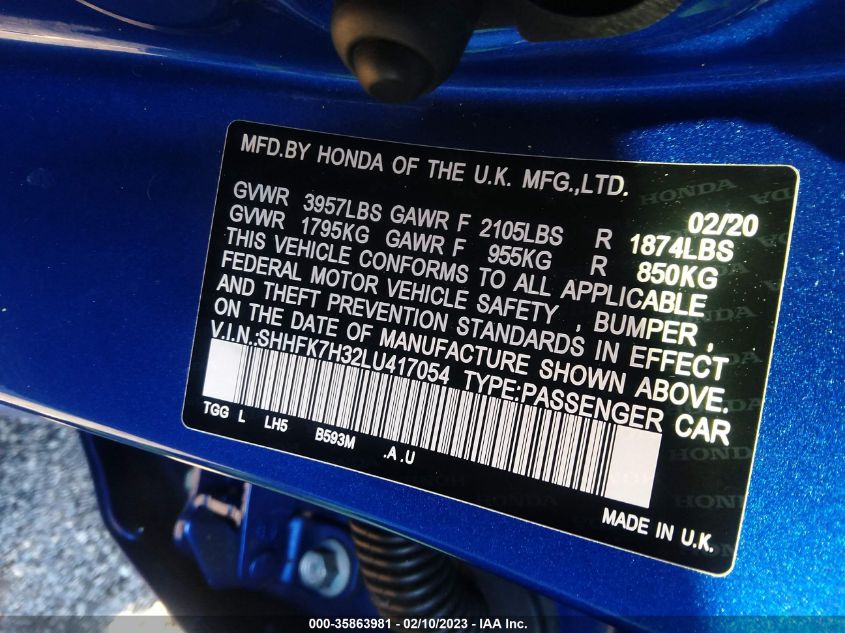 MFD.BY HONDA OF THE U.K. MFG.,LTD.
02/20
GVWR 3957LBS GAWR F 2105LBS R 1874LBS
GVWR 1795KG GAWR F 955KG R 850KG
THIS VEHICLE CONFORMS TO ALL APPLICABLE
FEDERAL MOTOR VEHICLE SAFETY , BUMPER ,
AND THEFT PREVENTION STANDARDS IN EFFECT
ON THE DATE OF MANUFACTURE SHOWN ABOVE.
V.I.N.:SHHFK7H32LU417054 TYPE:PASSENGER CAR
TGG L LH5 B593M .A .U
MADE IN U.K.
000-35863981 — 02/10/2023 — IAA Inc.